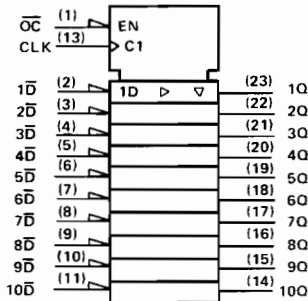 O̅C̅ (1) EN
CLK (13) C1
1D̅ (2) 1D ▷ ▽ (23) 1Q
2D̅ (3) (22) 2Q
3D̅ (4) (21) 3Q
4D̅ (5) (20) 4Q
5D̅ (6) (19) 5Q
6D̅ (7) (18) 6Q
7D̅ (8) (17) 7Q
8D̅ (9) (16) 8Q
9D̅ (10) (15) 9Q
10D̅ (11) (14) 10Q